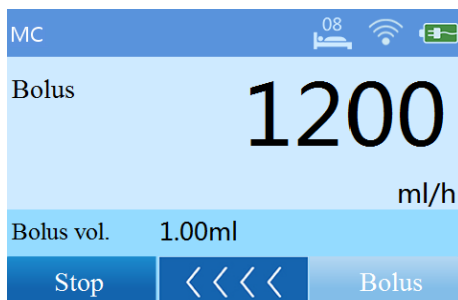 MC 08
Bolus
1200
ml/h
Bolus vol. 1.00ml
Stop 《《 Bolus